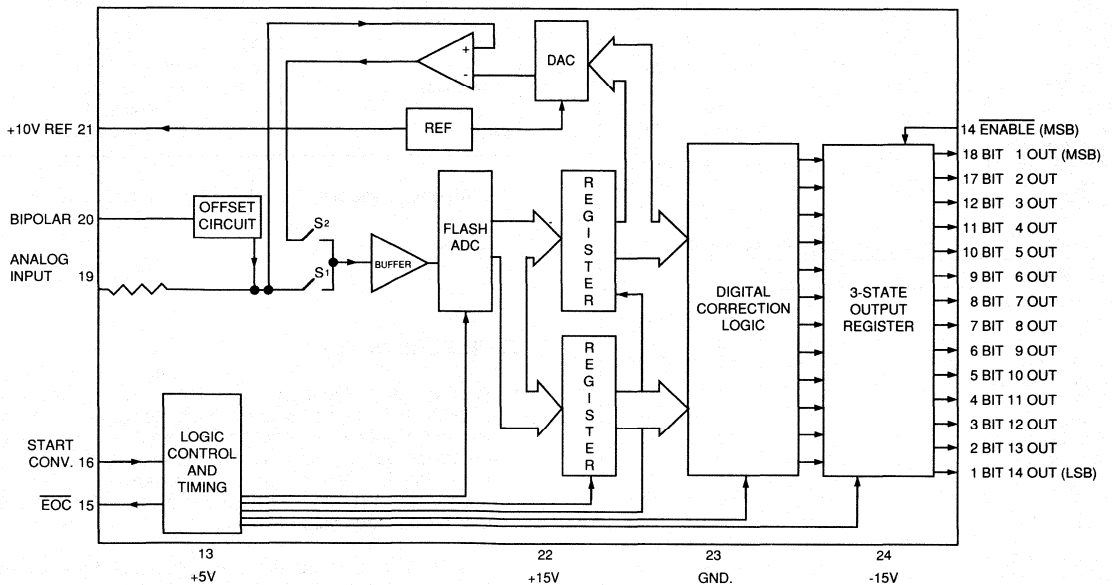 +
-
DAC
+10V REF 21
REF
14 ENABLE (MSB)
18 BIT 1 OUT (MSB)
17 BIT 2 OUT
12 BIT 3 OUT
11 BIT 4 OUT
10 BIT 5 OUT
9 BIT 6 OUT
8 BIT 7 OUT
7 BIT 8 OUT
6 BIT 9 OUT
5 BIT 10 OUT
4 BIT 11 OUT
3 BIT 12 OUT
2 BIT 13 OUT
1 BIT 14 OUT (LSB)
BIPOLAR 20
OFFSET
CIRCUIT
ANALOG
INPUT 19
S2
S1
BUFFER
FLASH
ADC
REGISTER
REGISTER
DIGITAL
CORRECTION
LOGIC
3-STATE
OUTPUT
REGISTER
START
CONV. 16
EOC 15
LOGIC
CONTROL
AND
TIMING
13
+5V
22
+15V
23
GND.
24
-15V